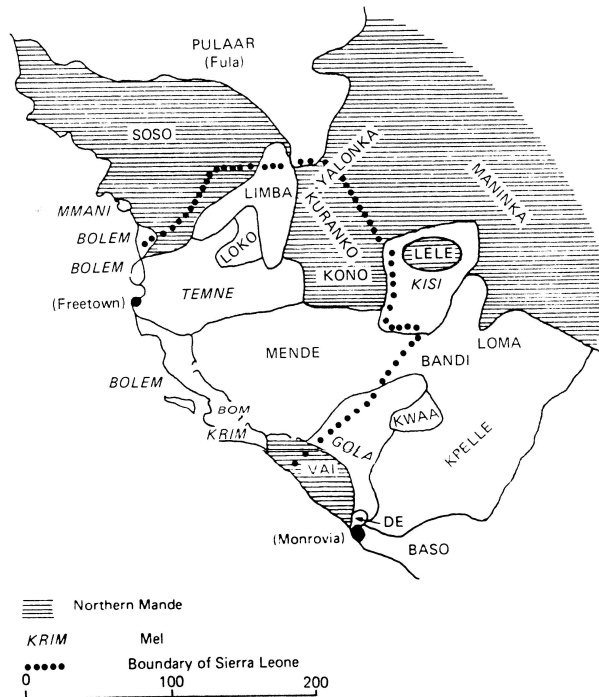 PULAAR
(Fula)
SOSO
YALONKA
MANINKA
LIMBA
KURANKO
MMANI
BOLEM
LOKO
LELE
BOLEM
KONO
KISI
TEMNE
(Freetown)
MENDE
LOMA
BANDI
BOLEM
BOM
KWAA
KRIM
GOLA
KPELLE
VAI
DE
(Monrovia)
BASO
Northern Mande
KRIM Mel
Boundary of Sierra Leone
0 100 200